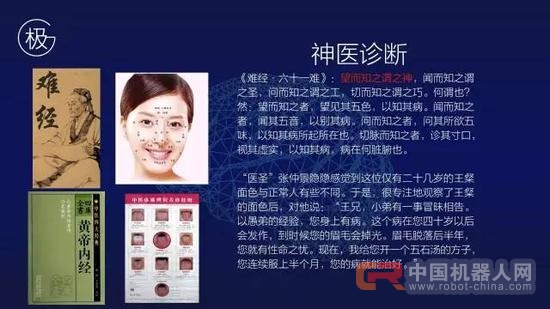 极
神医诊断
《难经·六十一难》：望而知之谓之神，闻而知之谓
之圣，问而知之谓之工，切而知之谓之巧。何谓也？
然：望而知之者，望见其五色，以知其病。闻而知之
者，闻其五音，以别其病。问而知之者，问其所欲五
味，以知其病所起所在也。切脉而知之者，诊其寸口，
视其虚实，以知其病，病在何脏腑也。
“医圣”张仲景隐隐感觉到这位仅有二十几岁的王粲
面色与正常人有些不同。于是，很专注地观察了王粲
的面色后，对他说：“王兄，小弟有一事冒昧相告。
以愚弟的经验，您身上有病。这个病在您四十岁以后
会发作，到时候您的眉毛会掉光。眉毛脱落后半年，
您就有性命之忧。现在，我给您开一个五石汤的方子，
您连续服上半个月，您的病就能治好。
难
经
四库
全书
黄帝内经
中国机器人网
www.robot-china.com